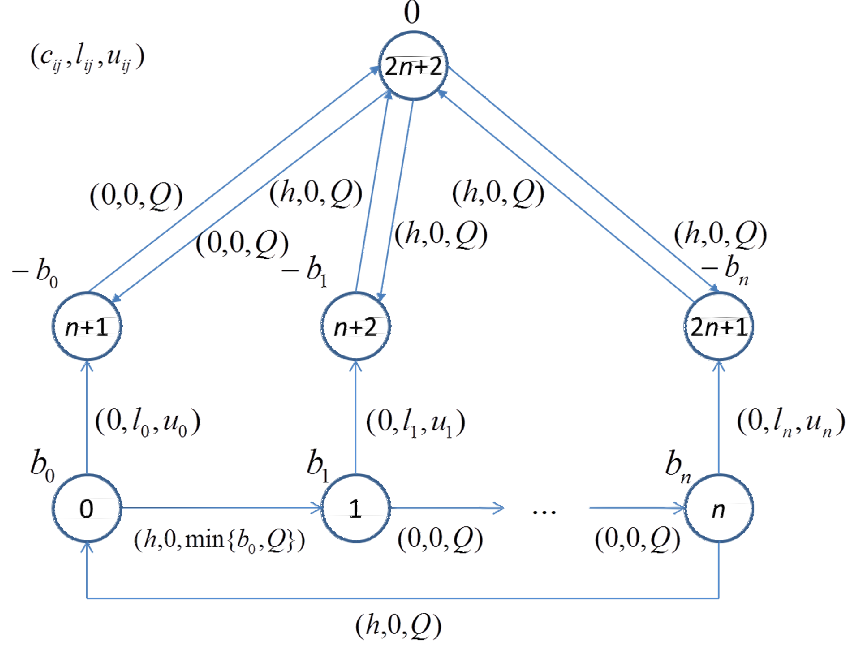 0
(c_{ij}, l_{ij}, u_{ij})
2n+2
(0,0,Q)
(h,0,Q)
(h,0,Q)
(0,0,Q)
(h,0,Q)
(h,0,Q)
−b_0
−b_1
−b_n
n+1
n+2
2n+1
(0, l_0, u_0)
(0, l_1, u_1)
(0, l_n, u_n)
b_0
b_1
b_n
0
1
...
n
(h,0,min{b_0,Q})
(0,0,Q)
(0,0,Q)
(h,0,Q)